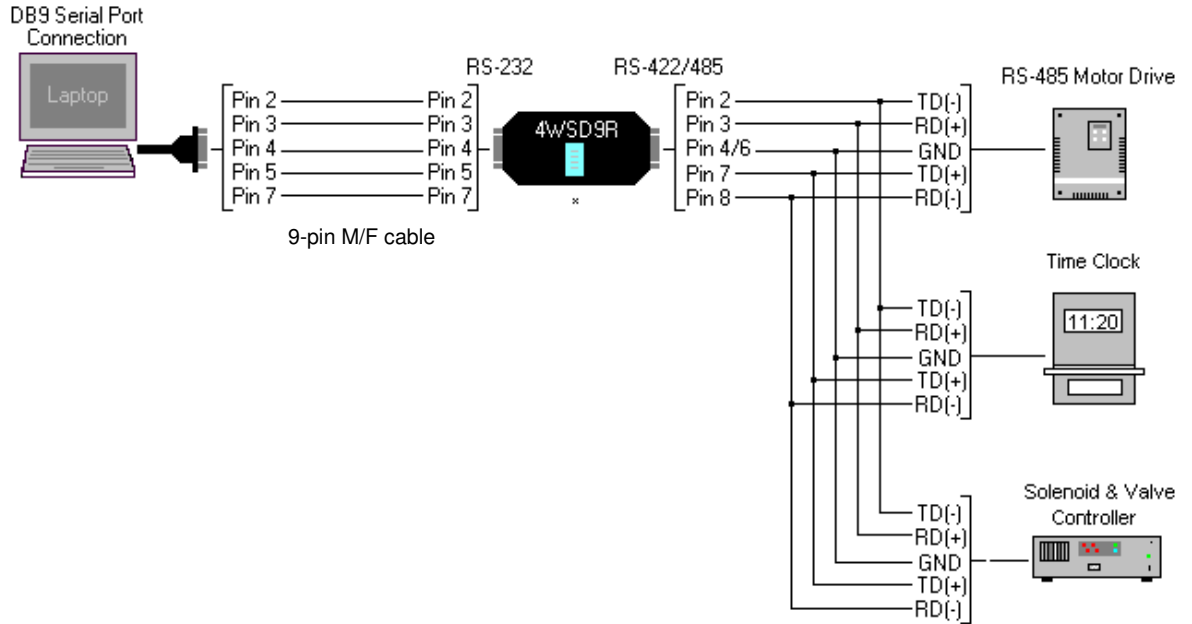 DB9 Serial Port
Connection
Laptop
RS-232
RS-422/485
RS-485 Motor Drive
Pin 2
Pin 3
Pin 4
Pin 5
Pin 7
Pin 2
Pin 3
Pin 4
Pin 5
Pin 7
9-pin M/F cable
4WSD9R
*
Pin 2
Pin 3
Pin 4/6
Pin 7
Pin 8
TD(-)
RD(+)
GND
TD(+)
RD(-)
Time Clock
11:20
TD(-)
RD(+)
GND
TD(+)
RD(-)
Solenoid & Valve
Controller
TD(-)
RD(+)
GND
TD(+)
RD(-)